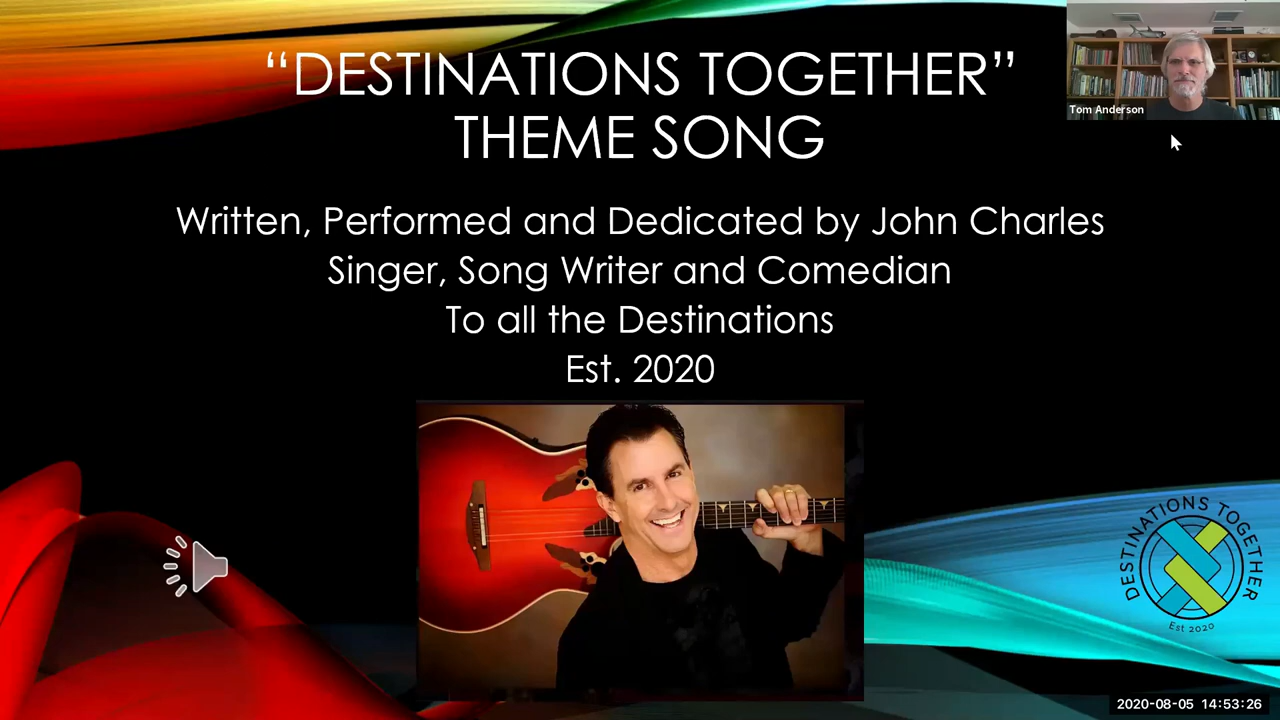 “DESTINATIONS TOGETHER”
THEME SONG
Tom Anderson
Written, Performed and Dedicated by John Charles
Singer, Song Writer and Comedian
To all the Destinations
Est. 2020
DESTINATIONS TOGETHER
Est 2020
2020-08-05 14:53:26